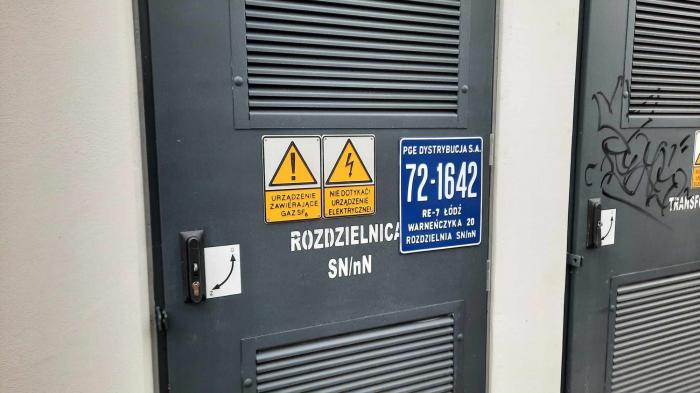 URZĄDZENIE
ZAWIERAJĄCE
GAZ SF₆
NIE DOTYKAĆ!
URZĄDZENIE
ELEKTRYCZNE!
PGE DYSTRYBUCJA S.A.
72-1642
RE-7 ŁÓDŹ
WARNEŃCZYKA 20
ROZDZIELNIA SN/nN
ROZDZIELNICA
SN/nN
O
Z
TRANSF